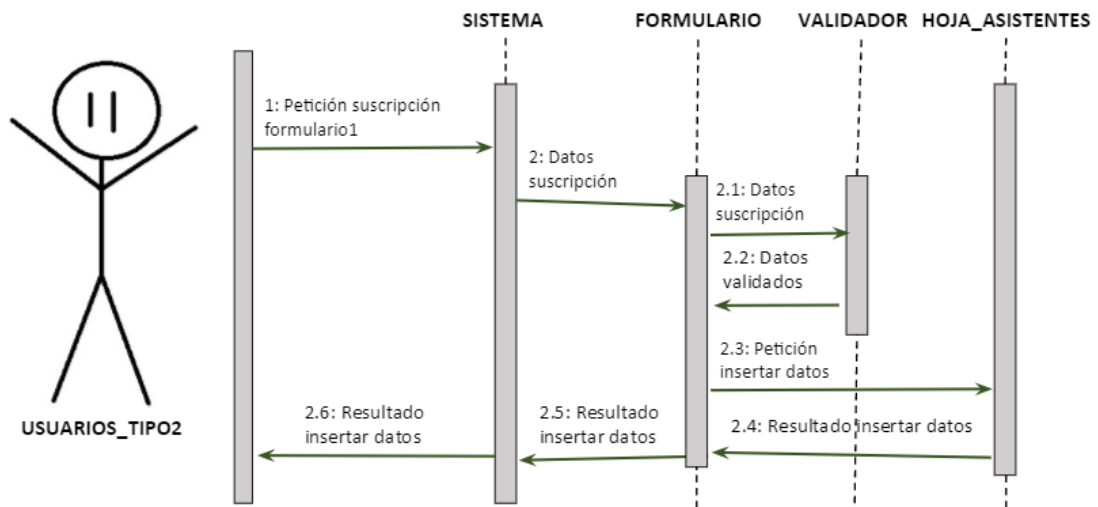 SISTEMA
FORMULARIO
VALIDADOR
HOJA_ASISTENTES
1: Petición suscripción
formulario1
2: Datos
suscripción
2.1: Datos
suscripción
2.2: Datos
validados
2.3: Petición
insertar datos
2.4: Resultado insertar datos
2.5: Resultado
insertar datos
2.6: Resultado
insertar datos
USUARIOS_TIPO2